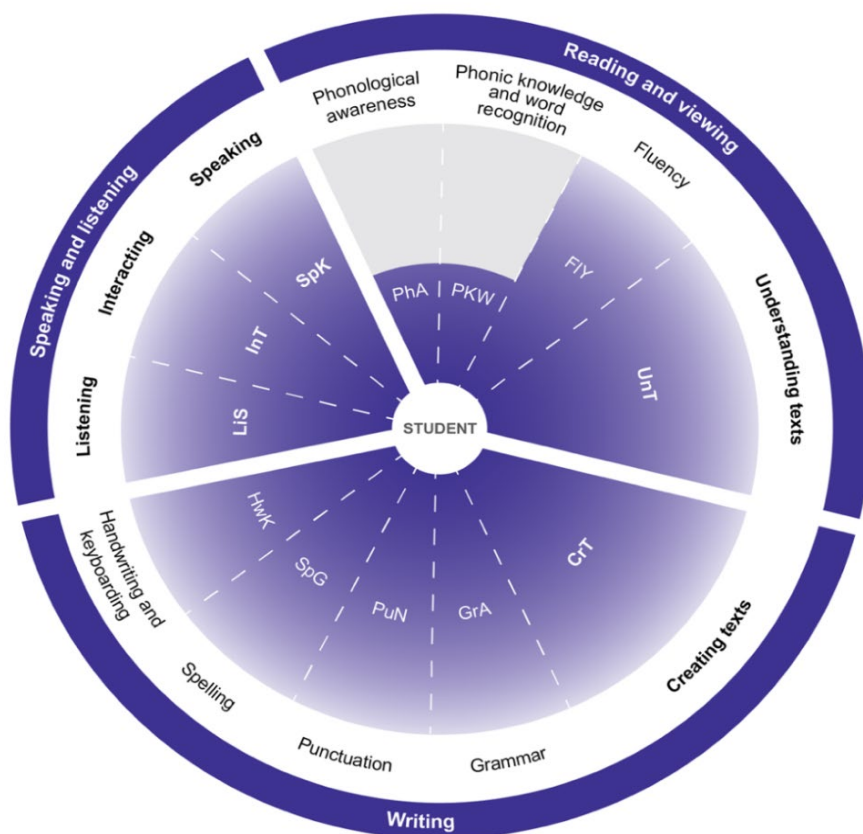 Reading and viewing
Phonological
awareness
Phonic knowledge
and word
recognition
Fluency
Understanding texts
PhA
PKW
FlY
UnT
Speaking and listening
Speaking
Interacting
Listening
SpK
InT
LiS
STUDENT
Writing
Handwriting and
keyboarding
Spelling
Punctuation
Grammar
Creating texts
HwK
SpG
PuN
GrA
CrT